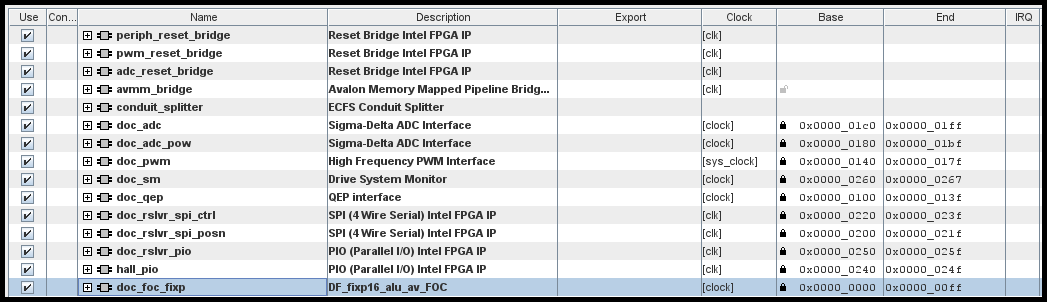 Use Con... Name Description Export Clock Base End IRQ
periph_reset_bridge Reset Bridge Intel FPGA IP [clk]
pwm_reset_bridge Reset Bridge Intel FPGA IP [clk]
adc_reset_bridge Reset Bridge Intel FPGA IP [clk]
avmm_bridge Avalon Memory Mapped Pipeline Bridg... [clk]
conduit_splitter ECFS Conduit Splitter
doc_adc Sigma-Delta ADC Interface [clock] 0x0000_01c0 0x0000_01ff
doc_adc_pow Sigma-Delta ADC Interface [clock] 0x0000_0180 0x0000_01bf
doc_pwm High Frequency PWM Interface [sys_clock] 0x0000_0140 0x0000_017f
doc_sm Drive System Monitor [clock] 0x0000_0260 0x0000_0267
doc_qep QEP interface [clock] 0x0000_0100 0x0000_013f
doc_rslvr_spi_ctrl SPI (4 Wire Serial) Intel FPGA IP [clk] 0x0000_0220 0x0000_023f
doc_rslvr_spi_posn SPI (4 Wire Serial) Intel FPGA IP [clk] 0x0000_0200 0x0000_021f
doc_rslvr_pio PIO (Parallel I/O) Intel FPGA IP [clk] 0x0000_0250 0x0000_025f
hall_pio PIO (Parallel I/O) Intel FPGA IP [clk] 0x0000_0240 0x0000_024f
doc_foc_fixp DF_fixp16_alu_av_FOC [clock] 0x0000_0000 0x0000_00ff